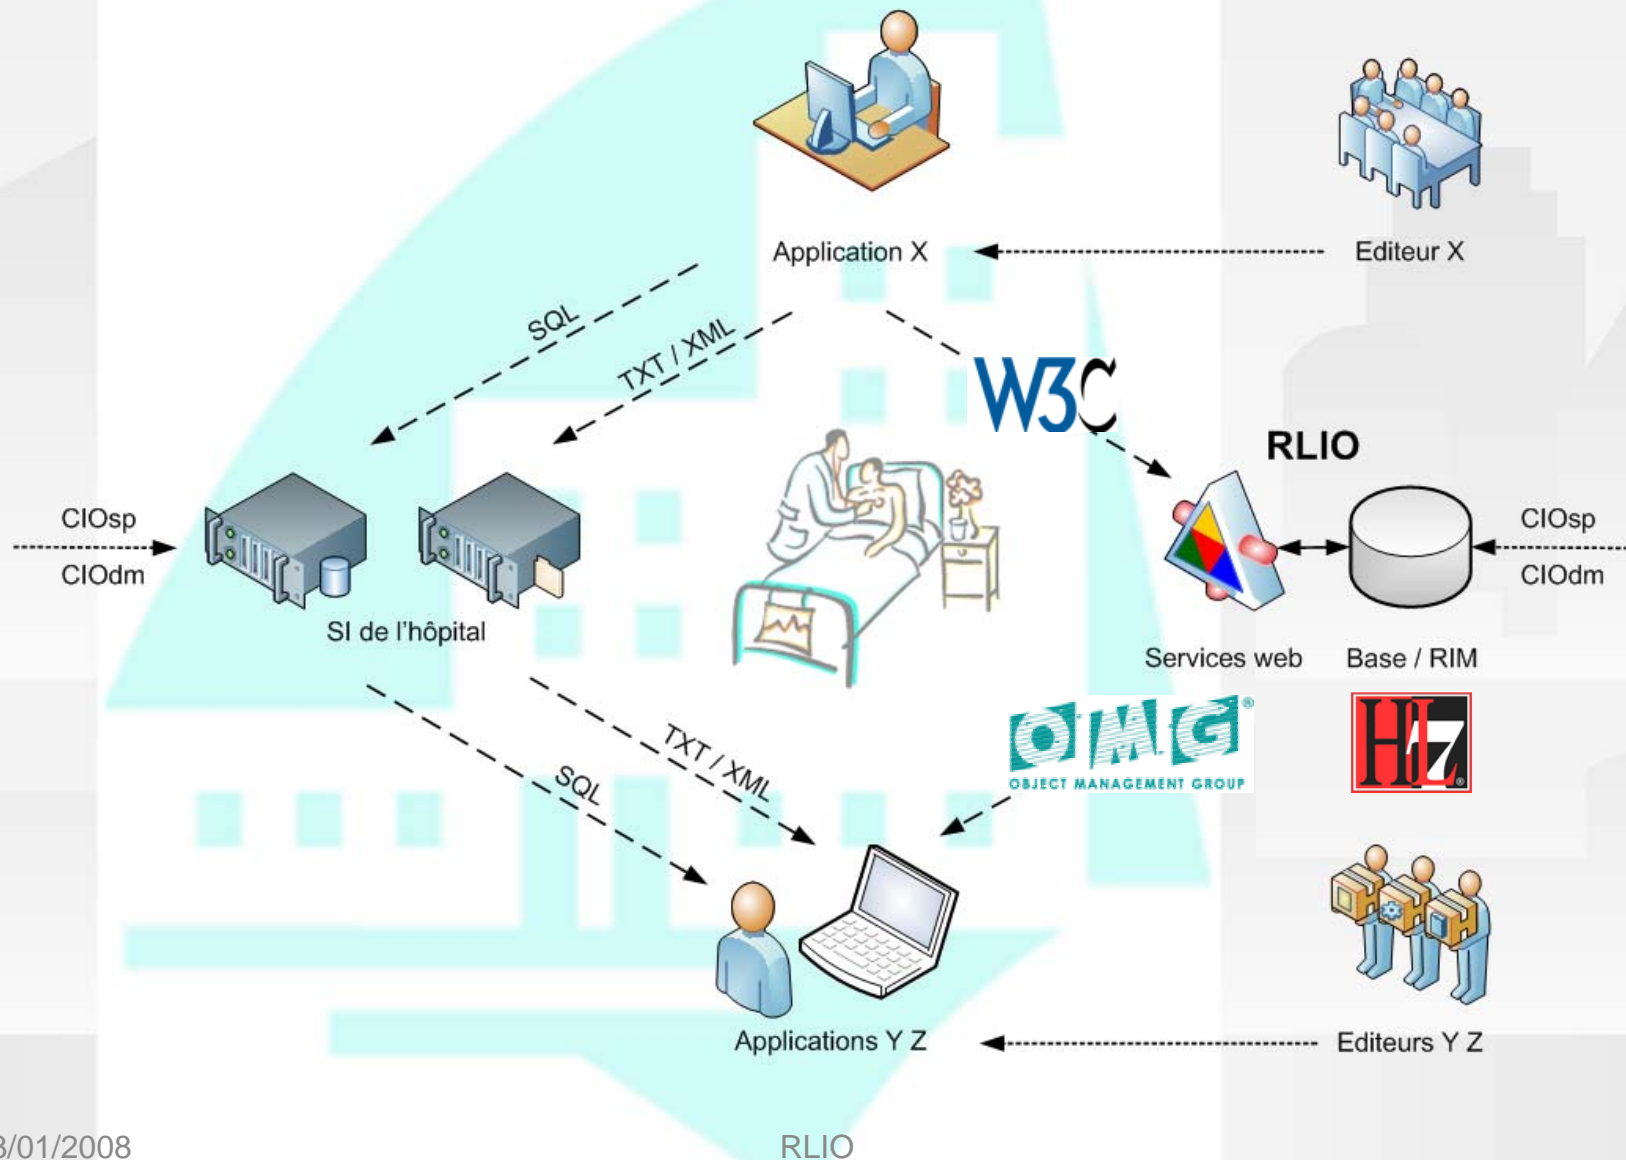 Application X
Editeur X
SQL
TXT / XML
W3C
RLIO
CIOsp
CIOdm
CIOsp
CIOdm
SI de l'hôpital
Services web
Base / RIM
OMG®
OBJECT MANAGEMENT GROUP
HL7®
TXT / XML
SQL
Applications Y Z
Editeurs Y Z
3/01/2008
RLIO